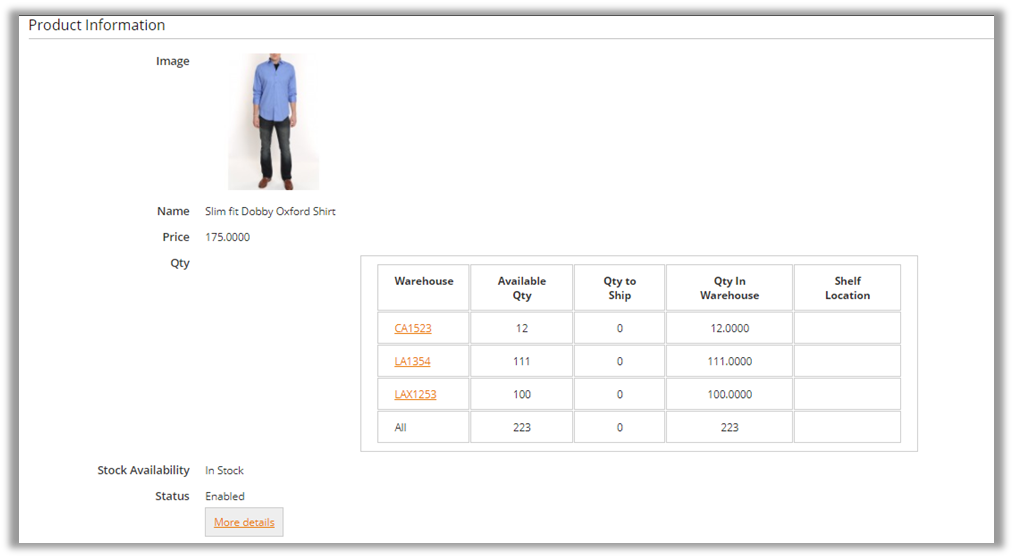 Product Information
Image
Name Slim fit Dobby Oxford Shirt
Price 175.0000
Qty
Warehouse Available Qty Qty to Ship Qty In Warehouse Shelf Location
CA1523 12 0 12.0000
LA1354 111 0 111.0000
LAX1253 100 0 100.0000
All 223 0 223
Stock Availability In Stock
Status Enabled
More details